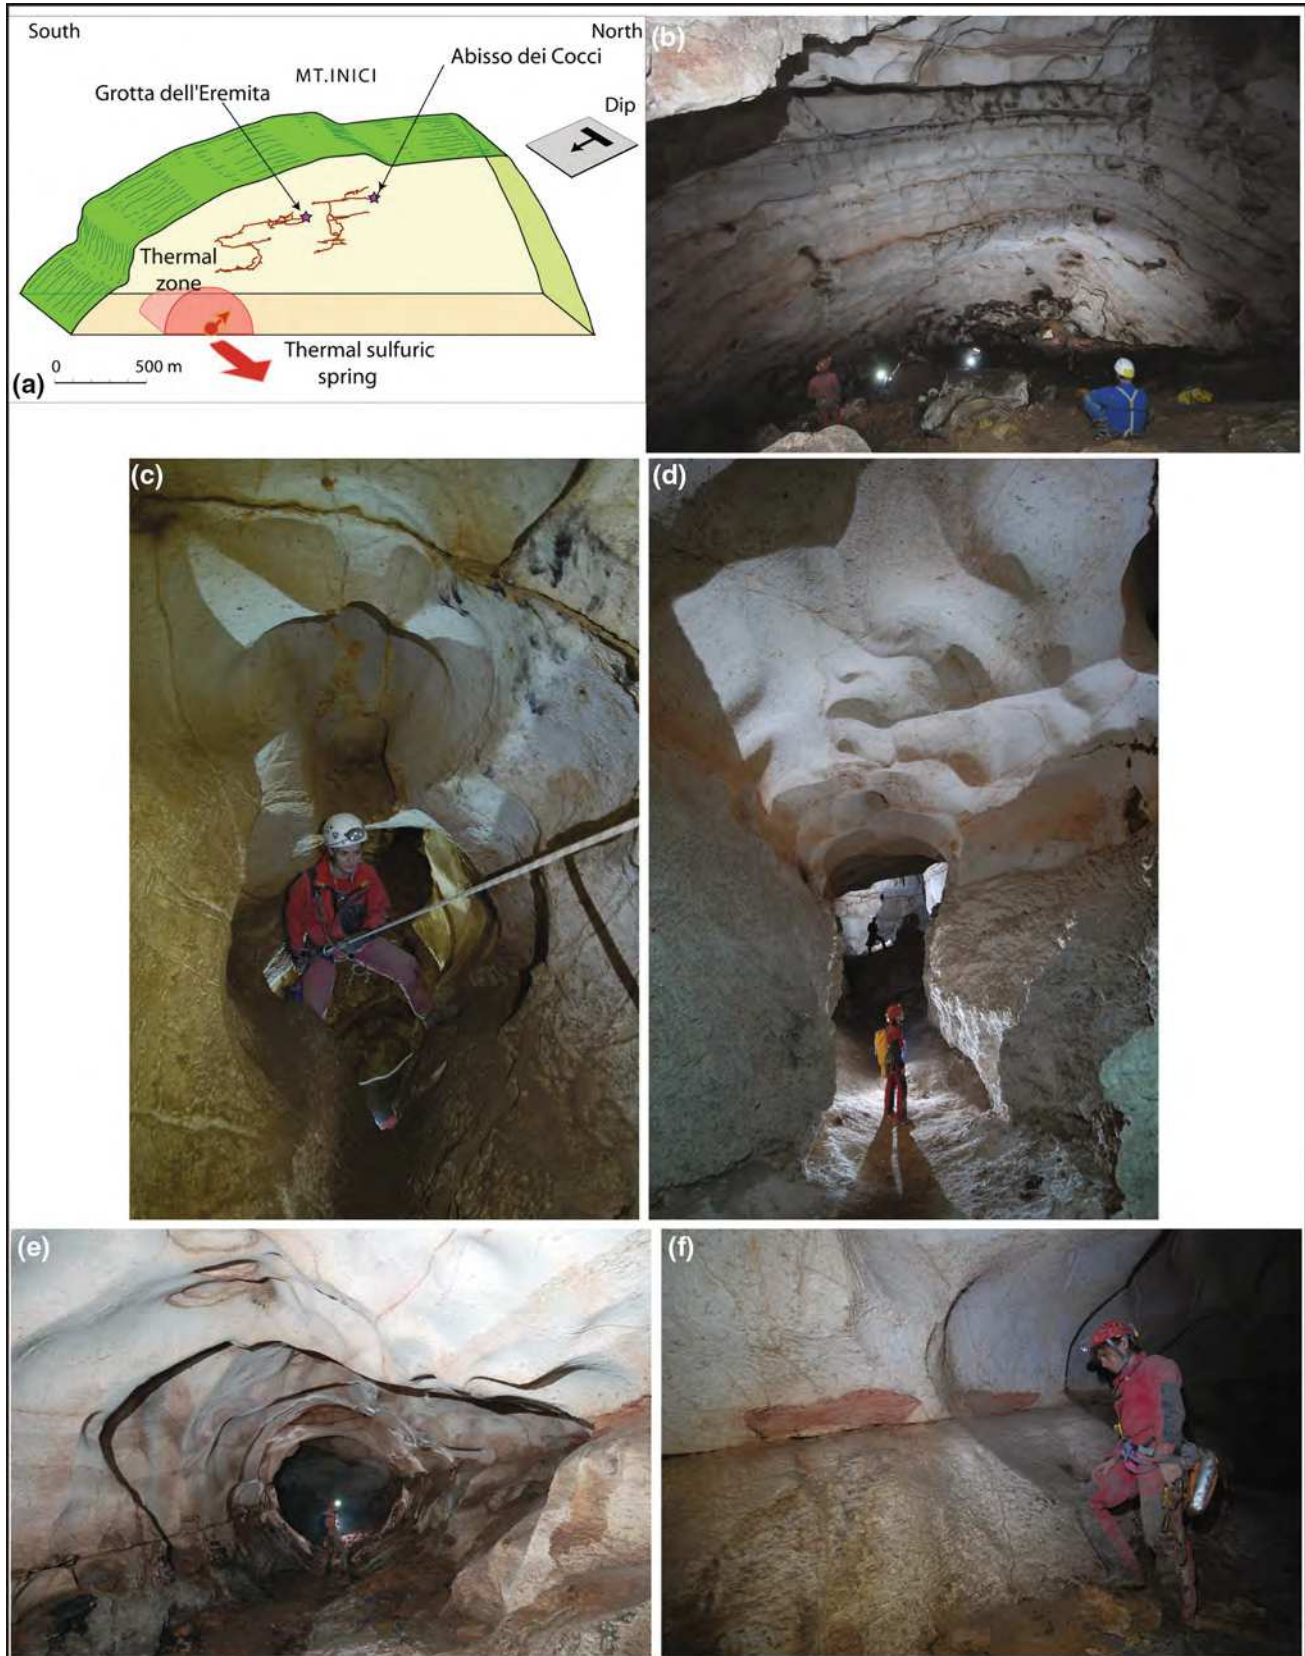 South
North
MT.INICI
Abisso dei Cocci
Grotta dell'Eremita
Dip
Thermal
zone
Thermal sulfuric
spring
0
500 m
(a)
(b)
(c)
(d)
(e)
(f)